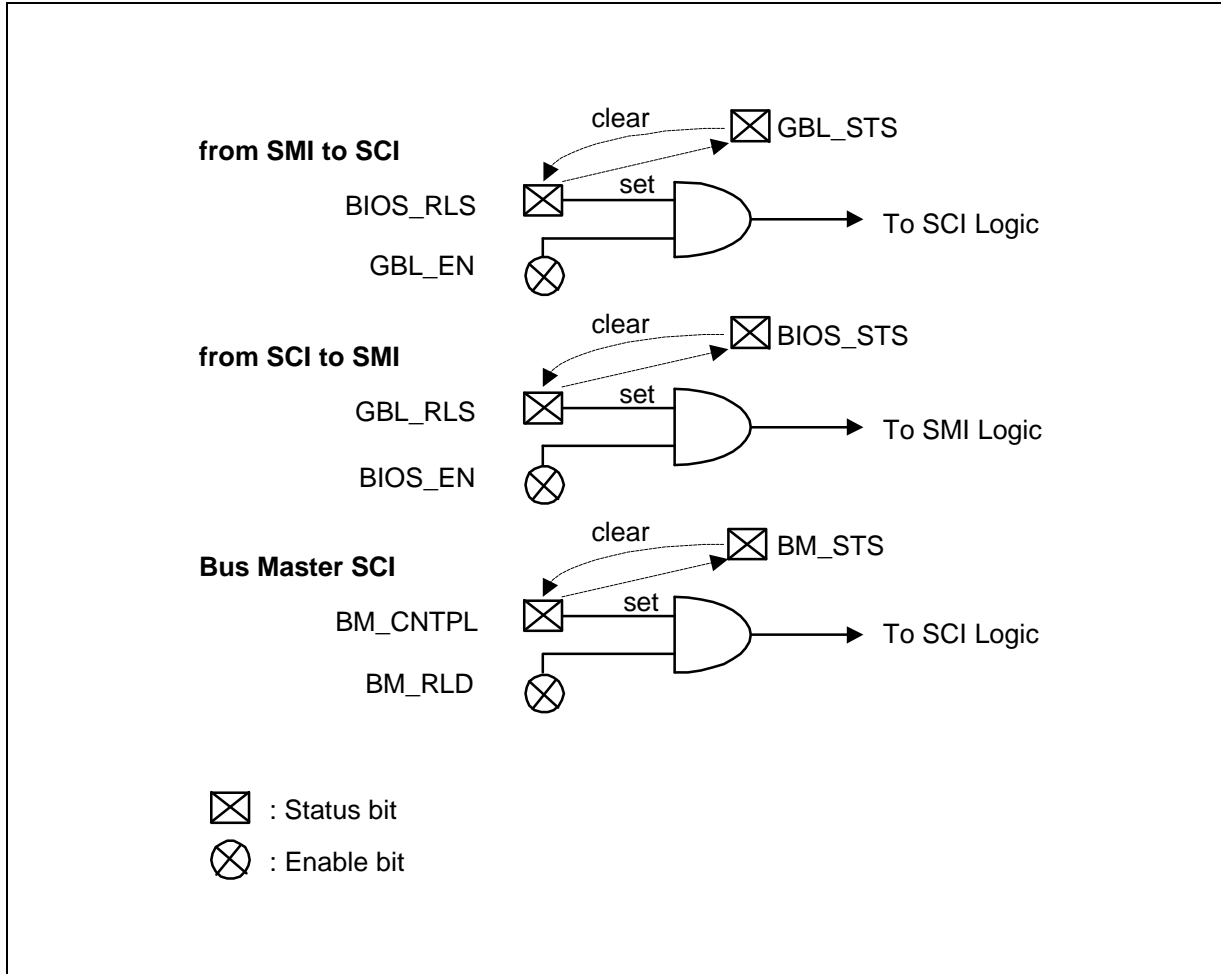 clear
GBL_STS
from SMI to SCI
set
BIOS_RLS
To SCI Logic
GBL_EN
clear
BIOS_STS
from SCI to SMI
set
GBL_RLS
To SMI Logic
BIOS_EN
clear
BM_STS
Bus Master SCI
set
BM_CNTPL
To SCI Logic
BM_RLD
: Status bit
: Enable bit